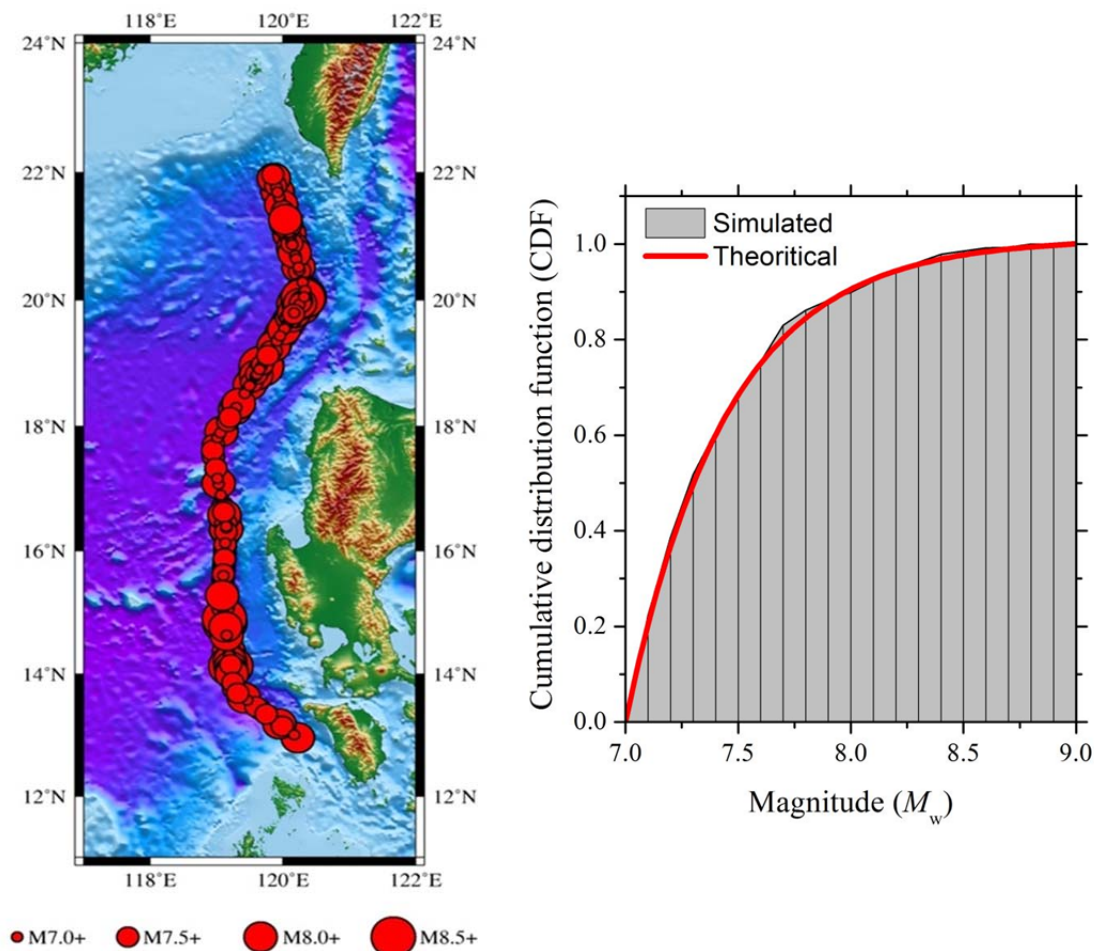 118°E 120°E 122°E
24°N 24°N
22°N 22°N
20°N 20°N
18°N 18°N
16°N 16°N
14°N 14°N
12°N 12°N
118°E 120°E 122°E
M7.0+ M7.5+ M8.0+ M8.5+
Cumulative distribution function (CDF)
Simulated
Theoritical
1.0
0.8
0.6
0.4
0.2
0.0
7.0 7.5 8.0 8.5 9.0
Magnitude (Mw)